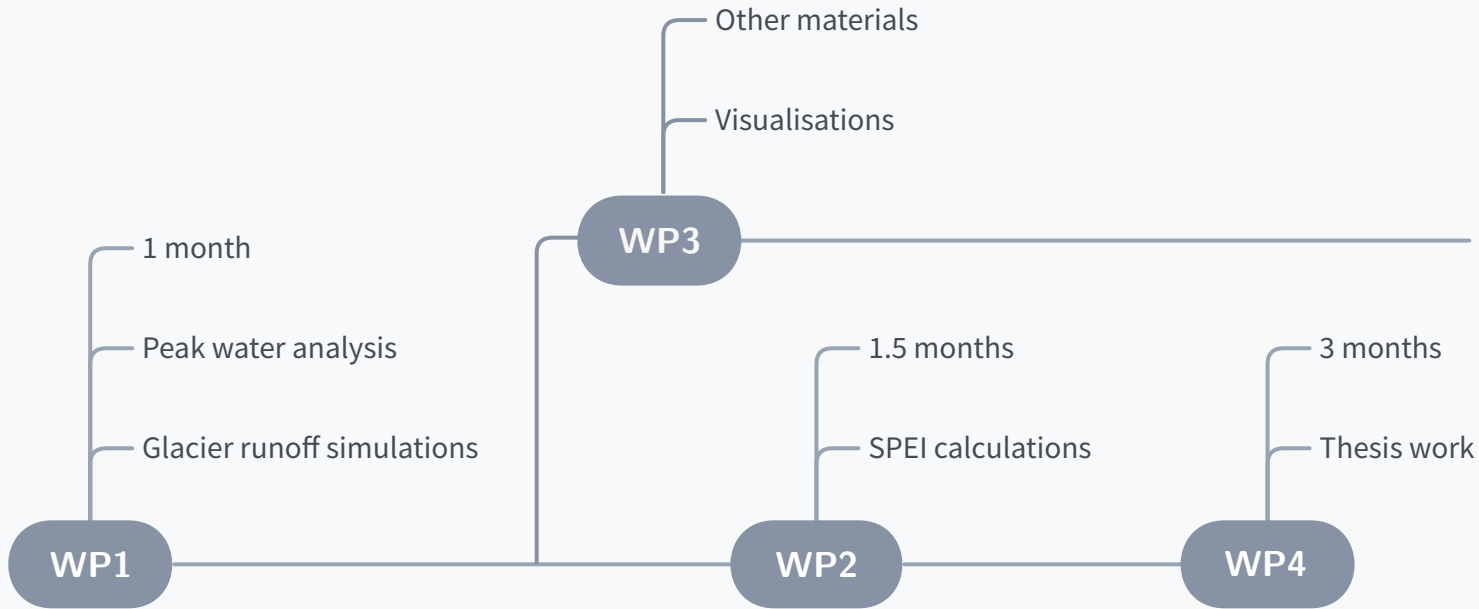 Other materials
Visualisations
WP3
1 month
Peak water analysis
Glacier runoff simulations
WP1
1.5 months
SPEI calculations
WP2
3 months
Thesis work
WP4